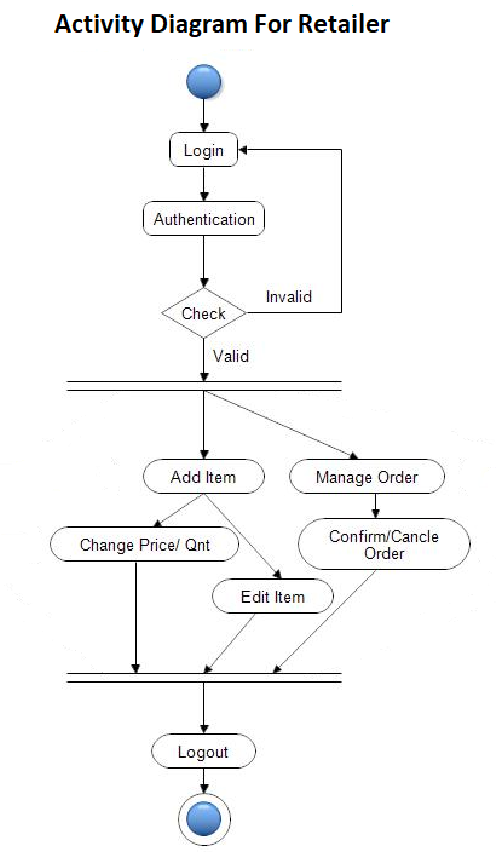 Activity Diagram For Retailer
Login
Authentication
Check
Invalid
Valid
Add Item
Manage Order
Change Price/ Qnt
Confirm/Cancle
Order
Edit Item
Logout